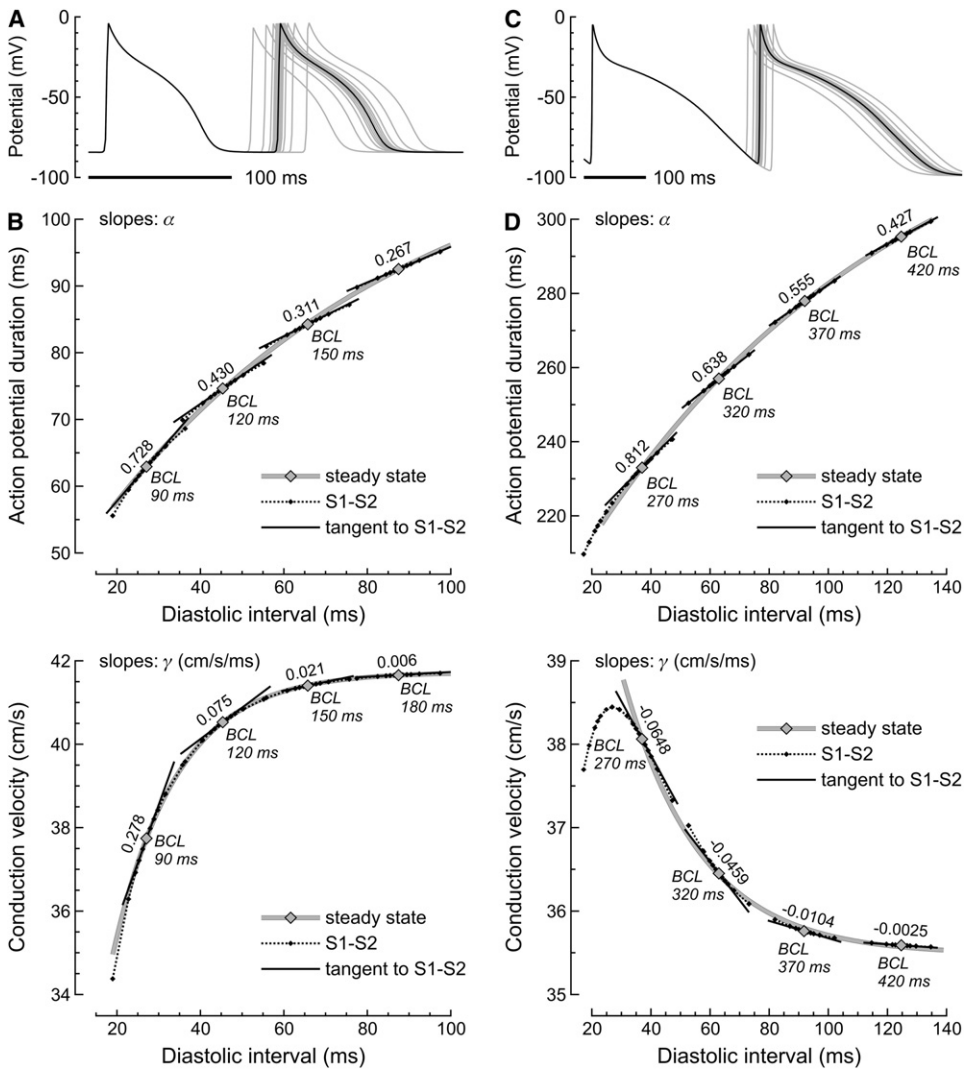 A
Potential (mV)
0
-50
-100
100 ms
C
Potential (mV)
0
-50
-100
100 ms
B
slopes: α
Action potential duration (ms)
100
90
80
70
60
50
0.728
0.430
0.311
0.267
BCL
90 ms
BCL
120 ms
BCL
150 ms
steady state
S1-S2
tangent to S1-S2
20
40
60
80
100
Diastolic interval (ms)
D
slopes: α
Action potential duration (ms)
300
280
260
240
220
0.812
0.638
0.555
0.427
BCL
270 ms
BCL
320 ms
BCL
370 ms
BCL
420 ms
steady state
S1-S2
tangent to S1-S2
20
40
60
80
100
120
140
Diastolic interval (ms)
slopes: γ (cm/s/ms)
Conduction velocity (cm/s)
42
40
38
36
34
0.278
0.075
0.021
0.006
BCL
90 ms
BCL
120 ms
BCL
150 ms
BCL
180 ms
steady state
S1-S2
tangent to S1-S2
20
40
60
80
100
Diastolic interval (ms)
slopes: γ (cm/s/ms)
Conduction velocity (cm/s)
39
38
37
36
35
-0.0648
-0.0459
-0.0104
-0.0025
BCL
270 ms
BCL
320 ms
BCL
370 ms
BCL
420 ms
steady state
S1-S2
tangent to S1-S2
20
40
60
80
100
120
140
Diastolic interval (ms)